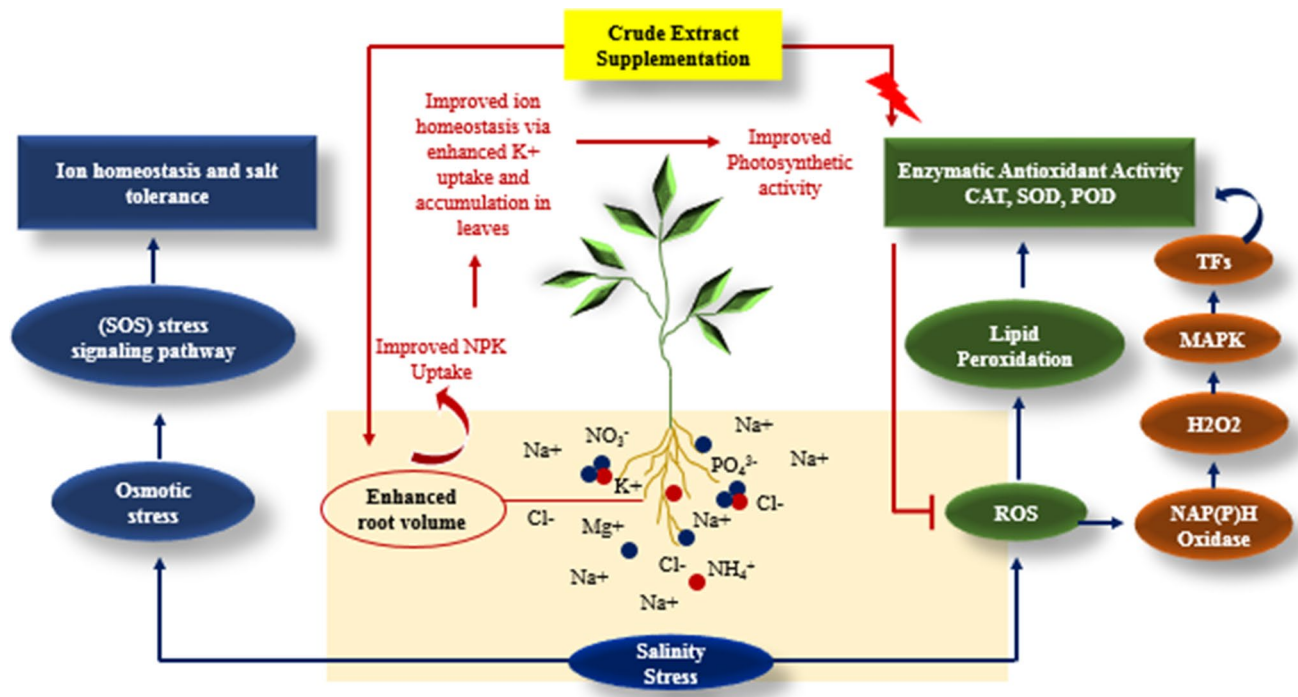 Crude Extract
Supplementation
Improved ion
homeostasis via
enhanced K+
uptake and
accumulation in
leaves
Improved
Photosynthetic
activity
Ion homeostasis and salt
tolerance
Enzymatic Antioxidant Activity
CAT, SOD, POD
TFs
(SOS) stress
signaling pathway
Improved NPK
Uptake
Lipid
Peroxidation
MAPK
H2O2
Osmotic
stress
Enhanced
root volume
Na+
NO₃⁻
K+
Na+
PO₄³⁻
Na+
Cl-
Mg+
Na+
Cl-
Na+
Cl-
NH₄⁺
Na+
ROS
NAP(P)H
Oxidase
Salinity
Stress